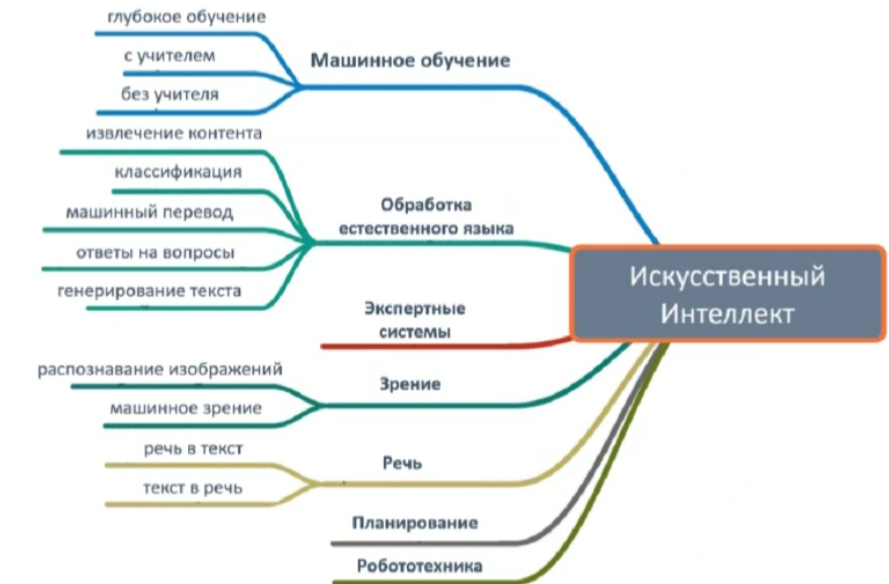 глубокое обучение
с учителем
без учителя
Машинное обучение
извлечение контента
классификация
машинный перевод
ответы на вопросы
генерирование текста
Обработка
естественного языка
Экспертные
системы
распознавание изображений
машинное зрение
Зрение
речь в текст
текст в речь
Речь
Планирование
Робототехника
Искусственный
Интеллект